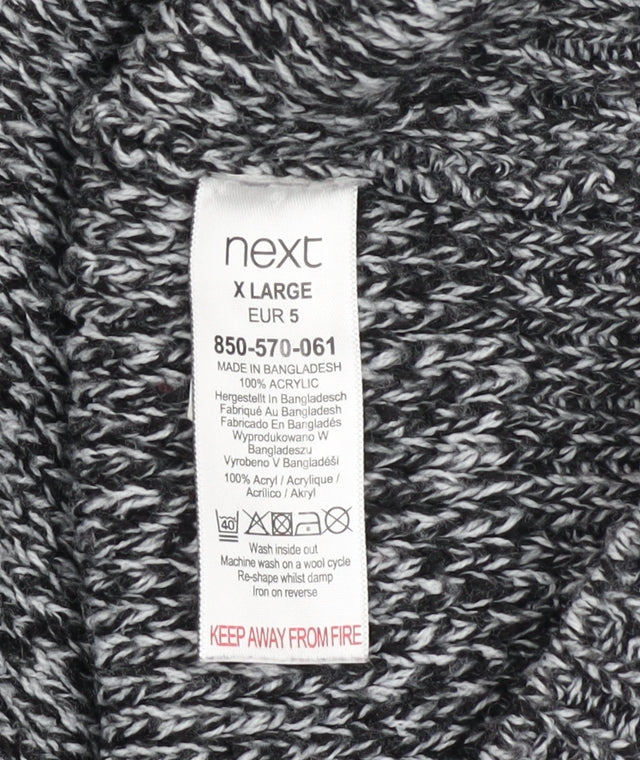 next
X LARGE
EUR 5
850-570-061
MADE IN BANGLADESH
100% ACRYLIC
Hergestellt In Bangladesch
Fabriqué Au Bangladesh
Fabricado En Bangladés
Wyprodukowano W
Bangladeszu
Vyrobeno V Bangladéši
100% Acryl / Acrylique /
Acrílico / Akryl
40
Wash inside out
Machine wash on a wool cycle
Re-shape whilst damp
Iron on reverse
KEEP AWAY FROM FIRE